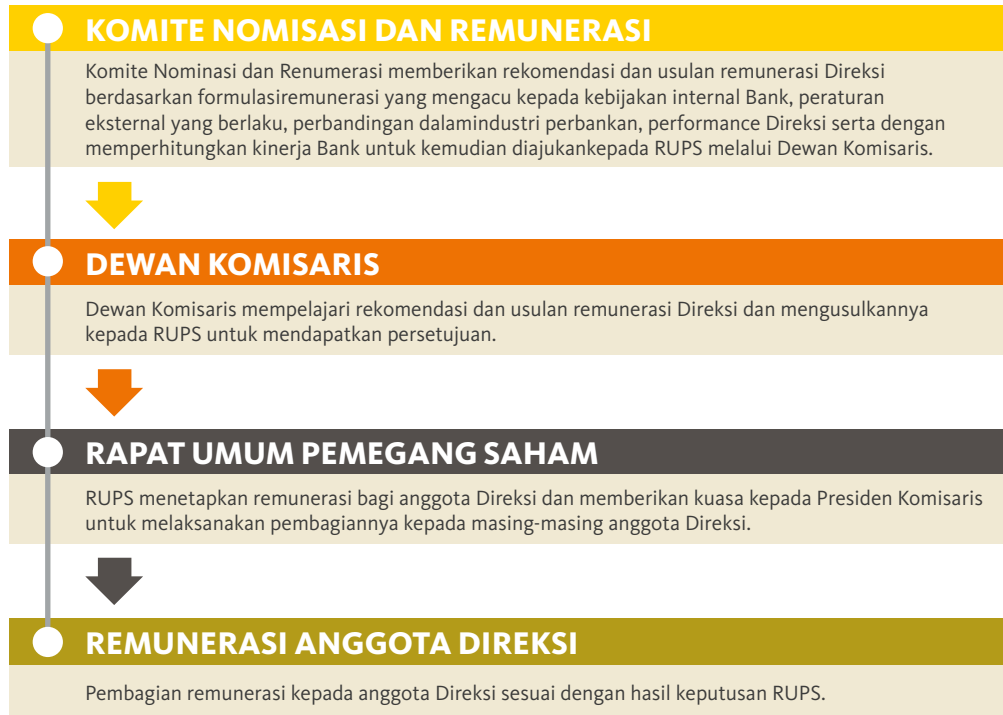 KOMITE NOMISASI DAN REMUNERASI
Komite Nominasi dan Renumerasi memberikan rekomendasi dan usulan remunerasi Direksi
berdasarkan formulasiremunerasi yang mengacu kepada kebijakan internal Bank, peraturan
eksternal yang berlaku, perbandingan dalamindustri perbankan, performance Direksi serta dengan
memperhitungkan kinerja Bank untuk kemudian diajukankepada RUPS melalui Dewan Komisaris.
DEWAN KOMISARIS
Dewan Komisaris mempelajari rekomendasi dan usulan remunerasi Direksi dan mengusulkannya
kepada RUPS untuk mendapatkan persetujuan.
RAPAT UMUM PEMEGANG SAHAM
RUPS menetapkan remunerasi bagi anggota Direksi dan memberikan kuasa kepada Presiden Komisaris
untuk melaksanakan pembagiannya kepada masing-masing anggota Direksi.
REMUNERASI ANGGOTA DIREKSI
Pembagian remunerasi kepada anggota Direksi sesuai dengan hasil keputusan RUPS.